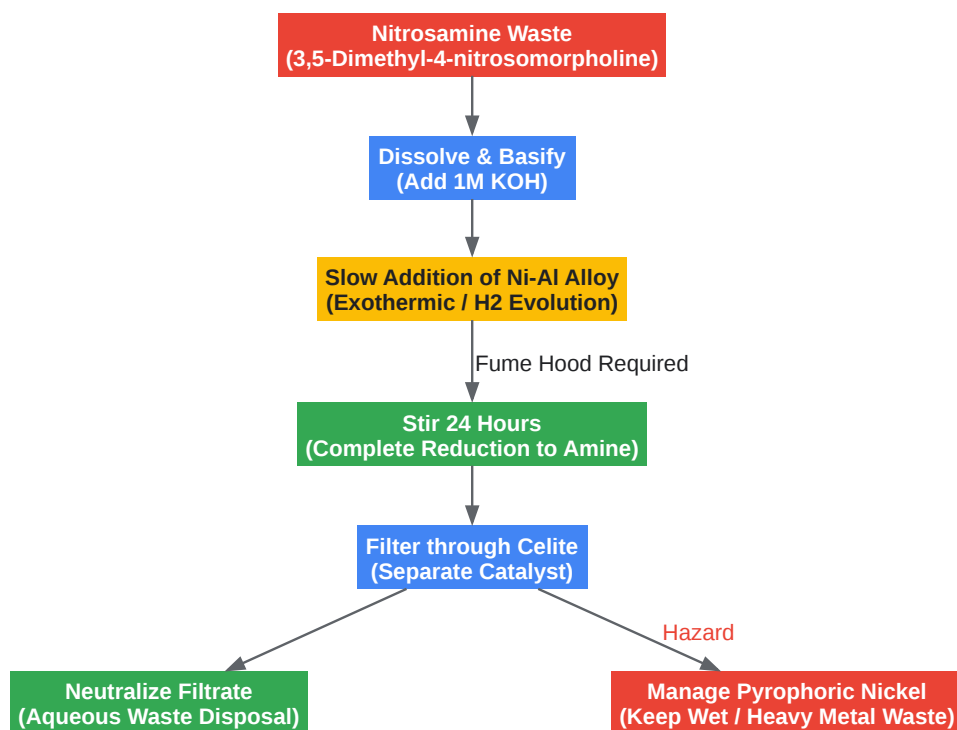 Nitrosamine Waste
(3,5-Dimethyl-4-nitrosomorpholine)
Dissolve & Basify
(Add 1M KOH)
Slow Addition of Ni-Al Alloy
(Exothermic / H2 Evolution)
Fume Hood Required
Stir 24 Hours
(Complete Reduction to Amine)
Filter through Celite
(Separate Catalyst)
Hazard
Neutralize Filtrate
(Aqueous Waste Disposal)
Manage Pyrophoric Nickel
(Keep Wet / Heavy Metal Waste)